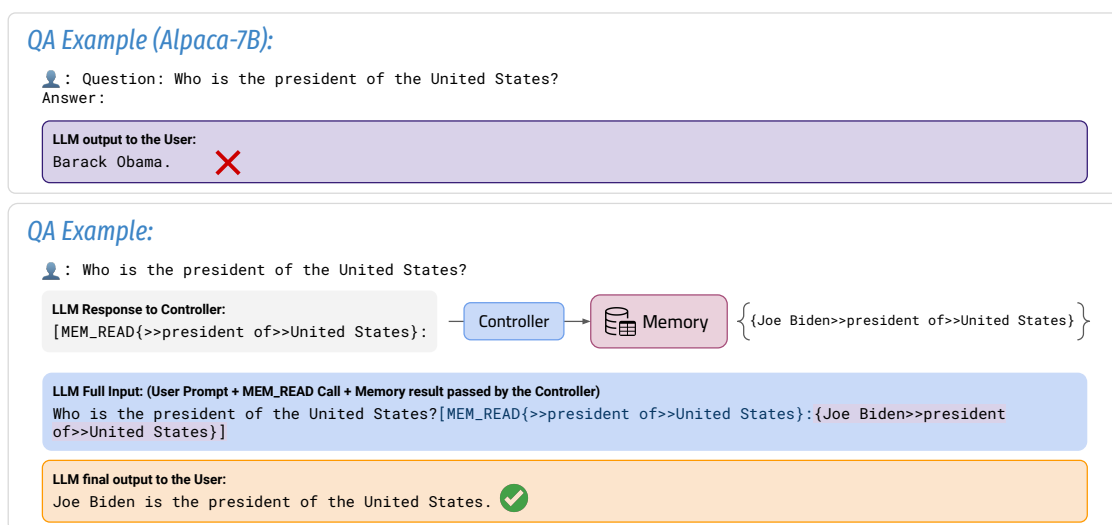 QA Example (Alpaca-7B):
: Question: Who is the president of the United States?
Answer:
LLM output to the User:
Barack Obama.
QA Example:
: Who is the president of the United States?
LLM Response to Controller:
[MEM_READ{>>president of>>United States}:
Controller
Memory
{Joe Biden>>president of>>United States}
LLM Full Input: (User Prompt + MEM_READ Call + Memory result passed by the Controller)
Who is the president of the United States?[MEM_READ{>>president of>>United States}:{Joe Biden>>president
of>>United States}]
LLM final output to the User:
Joe Biden is the president of the United States.